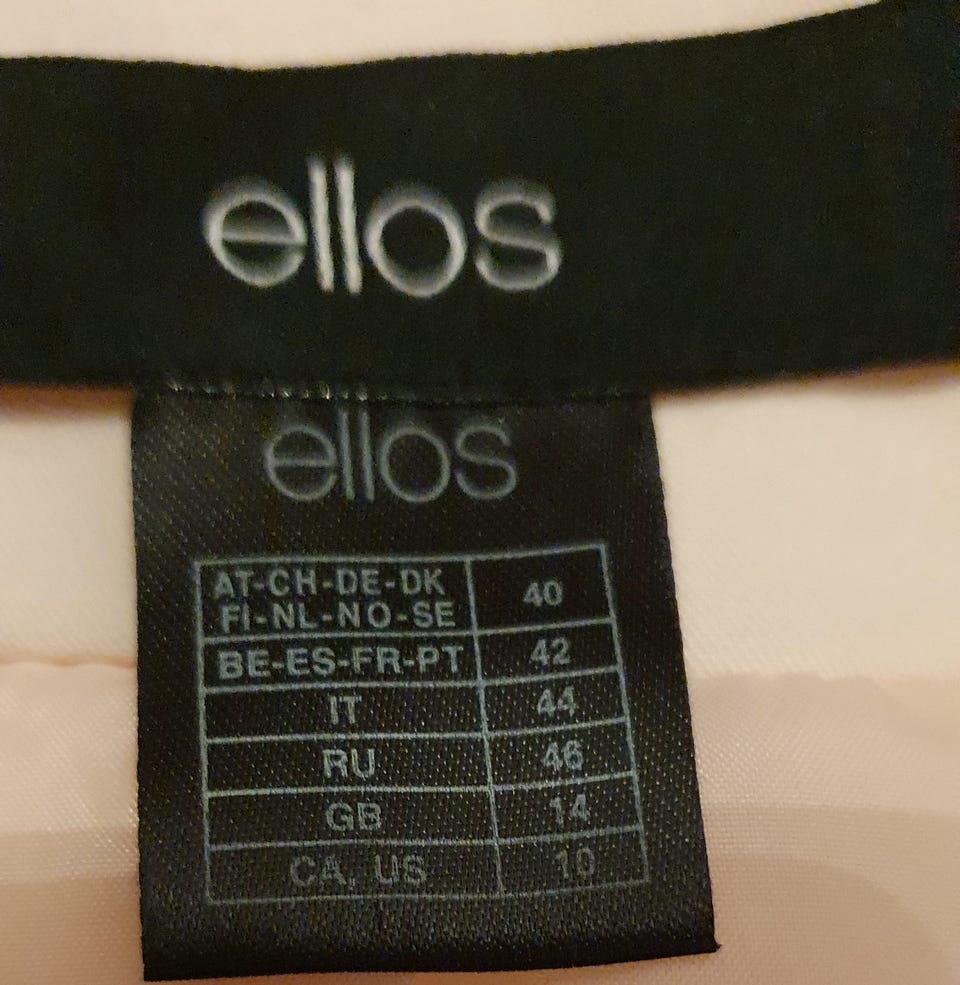 ellos
ellos
AT-CH-DE-DK
FI-NL-NO-SE 40
BE-ES-FR-PT 42
IT 44
RU 46
GB 14
CA, US 10